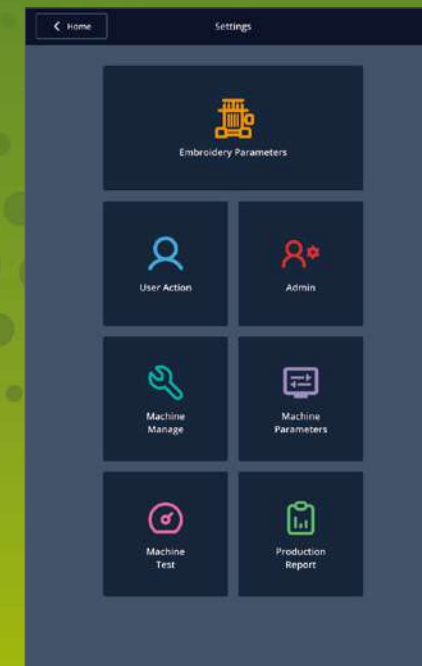 Home
Settings
Embroidery Parameters
User Action
Admin
Machine
Manage
Machine
Parameters
Machine
Test
Production
Report